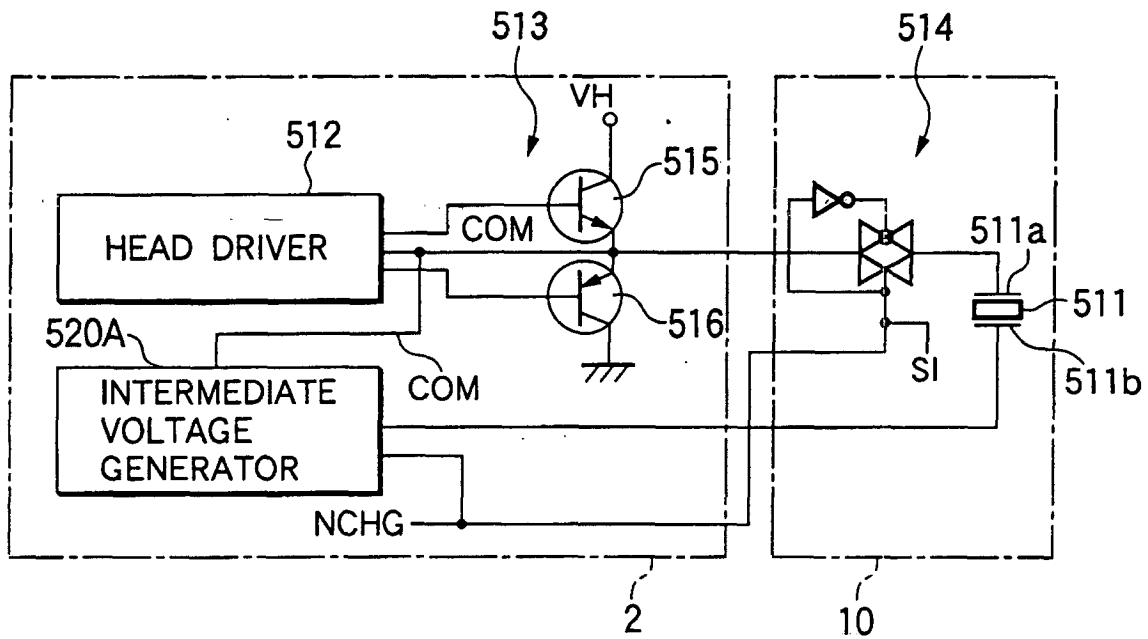 513
514
VH
512
515
HEAD DRIVER
COM
511a
511
516
520A
COM
SI
511b
INTERMEDIATE
VOLTAGE
GENERATOR
NCHG
2
10